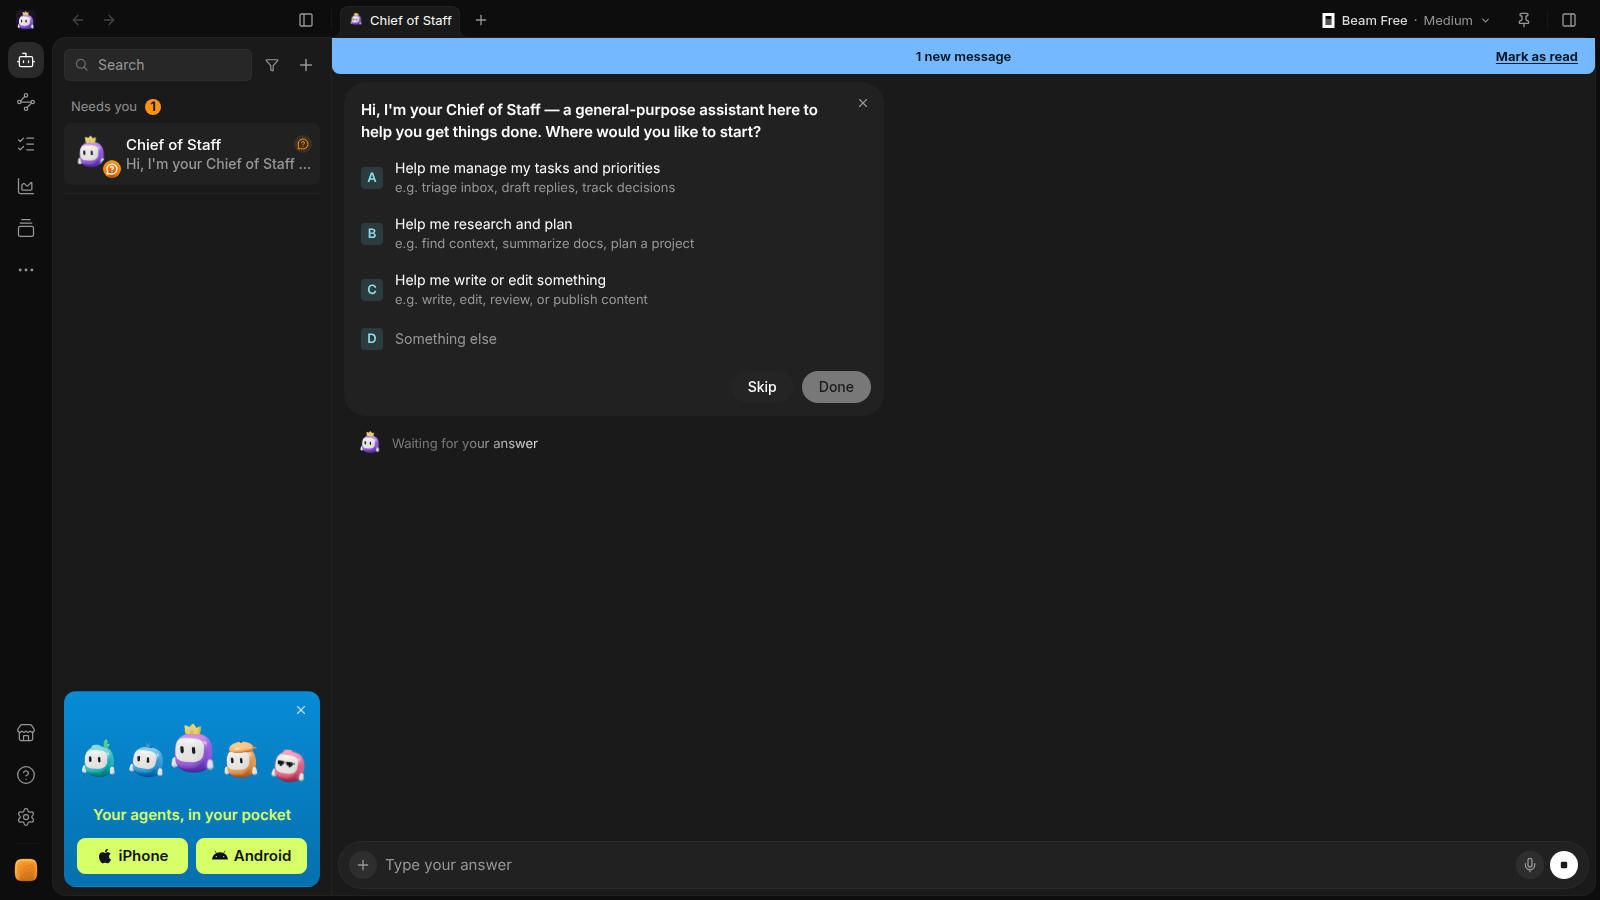 Chief of Staff
Beam Free · Medium
Search
Needs you 1
Chief of Staff
Hi, I'm your Chief of Staff ...
1 new message
Mark as read
Hi, I'm your Chief of Staff — a general-purpose assistant here to
help you get things done. Where would you like to start?
A Help me manage my tasks and priorities
e.g. triage inbox, draft replies, track decisions
B Help me research and plan
e.g. find context, summarize docs, plan a project
C Help me write or edit something
e.g. write, edit, review, or publish content
D Something else
Skip Done
Waiting for your answer
Your agents, in your pocket
iPhone Android
Type your answer